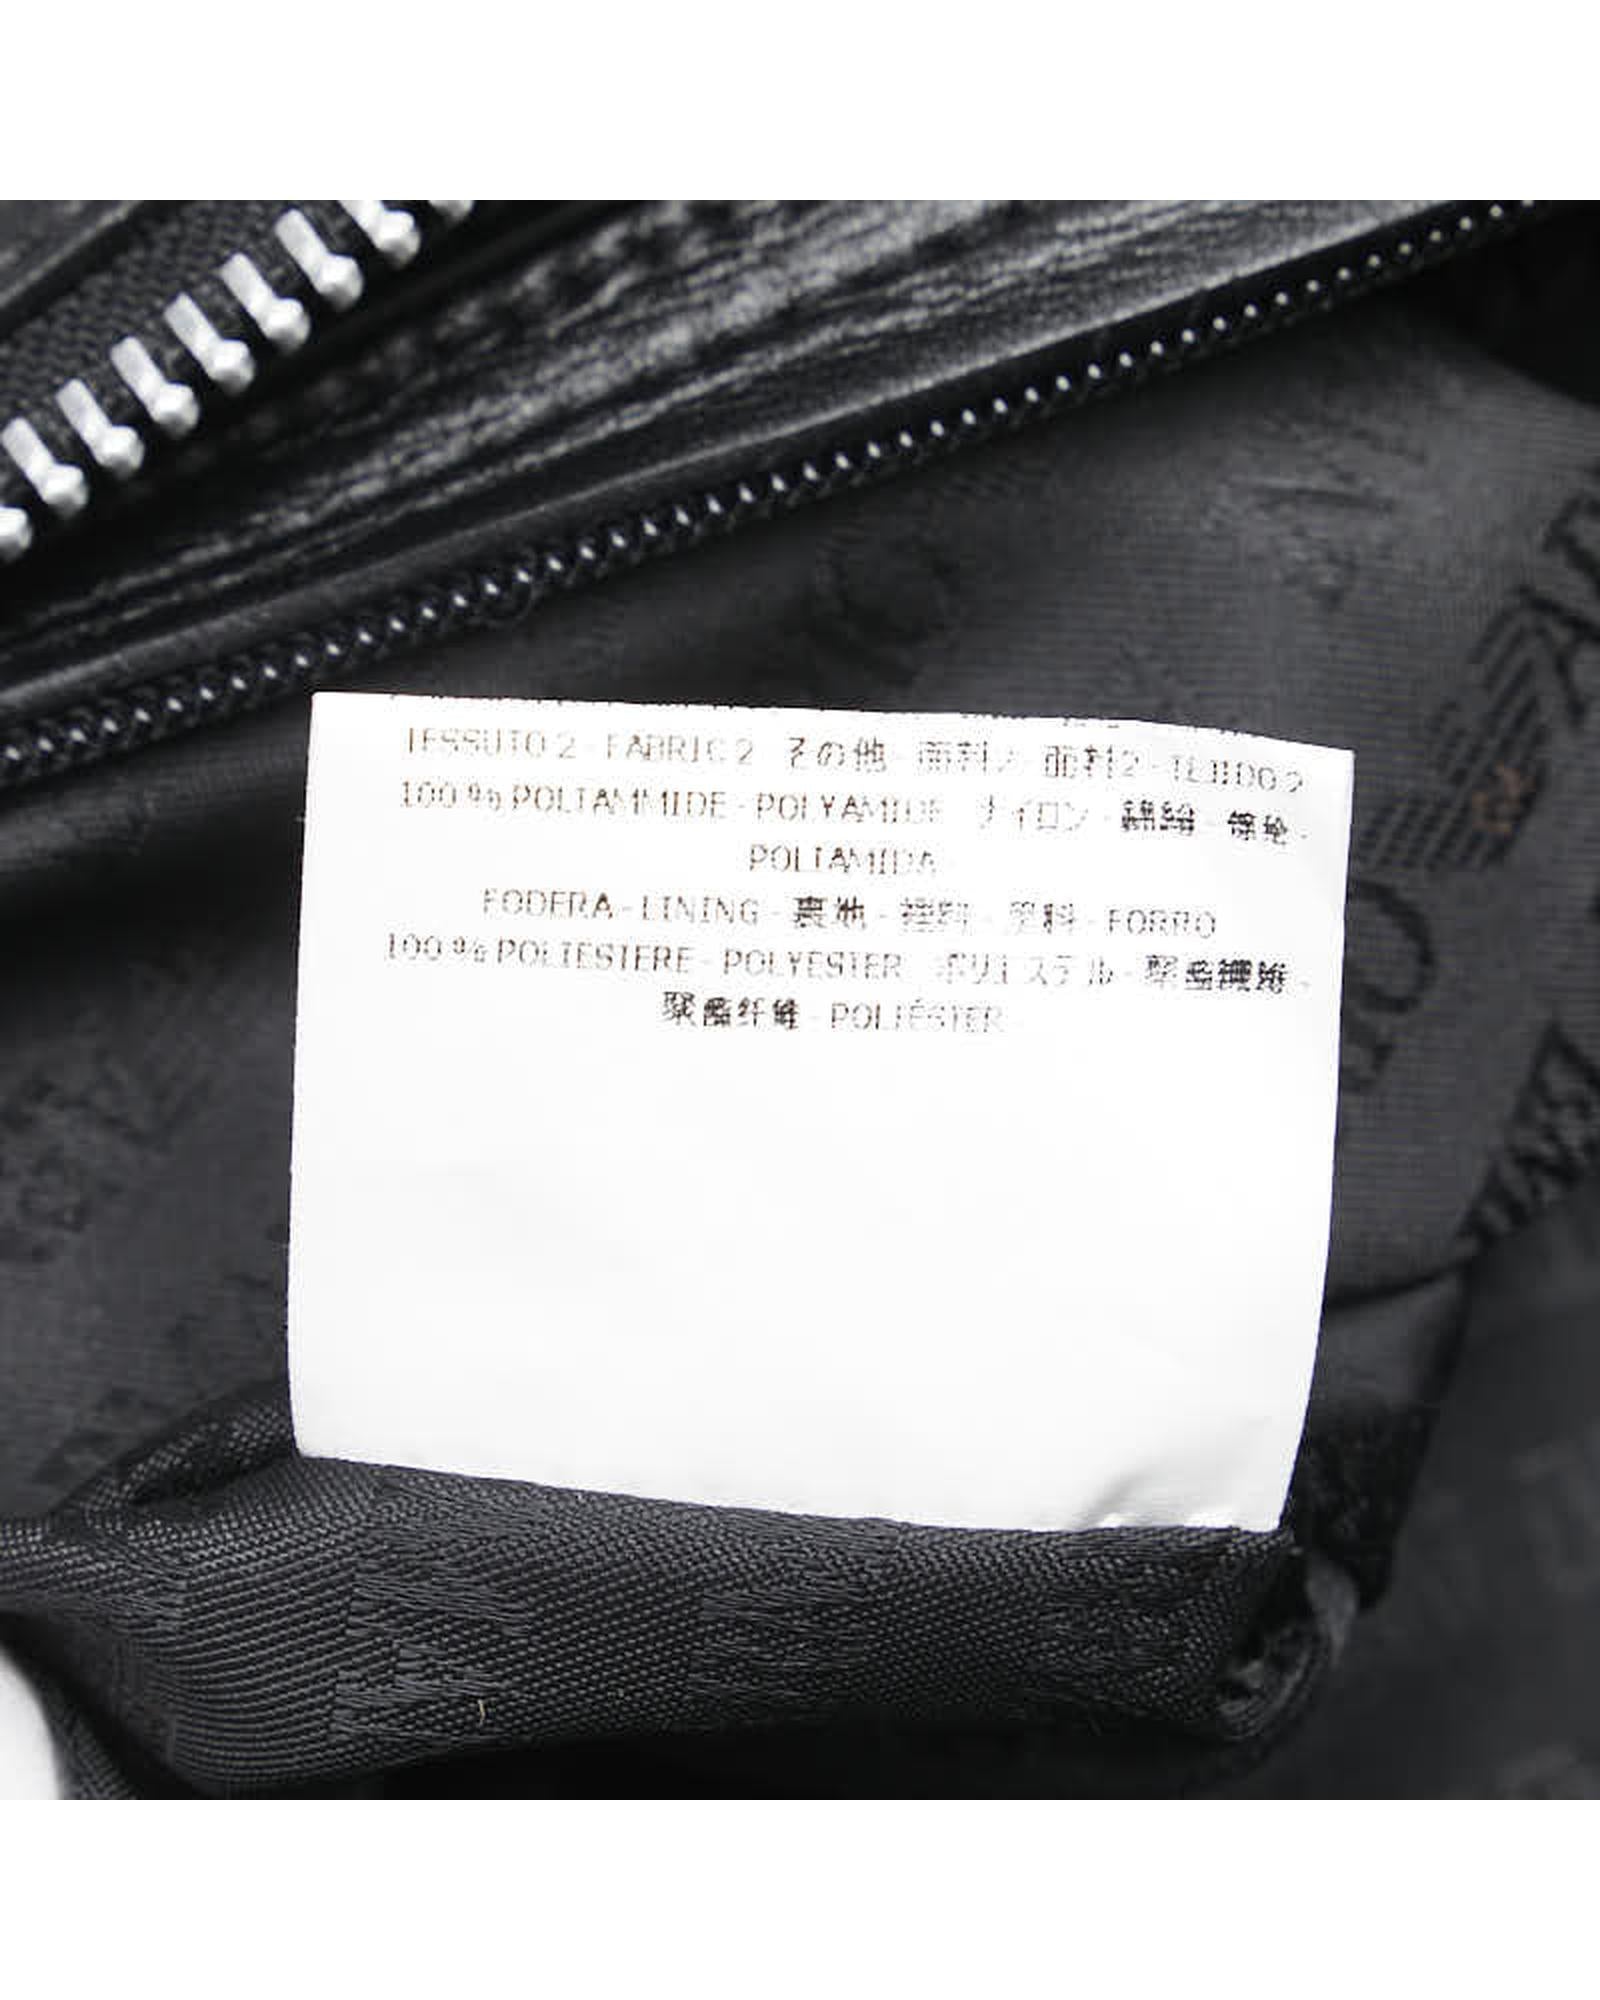 TESSUTO 2 - FABRIC 2 その他 - 面料2 面料2 - TEJIDO 2
100 % POLIAMMIDE - POLYAMIDE ナイロン - 錦綸 - 锦纶 -
POLIAMIDA -
FODERA - LINING - 裏地 - 裡料 - 里料 - FORRO
100 % POLIESTERE - POLYESTER ポリエステル - 聚酯纖維 -
聚酯纤维 - POLIÉSTER -